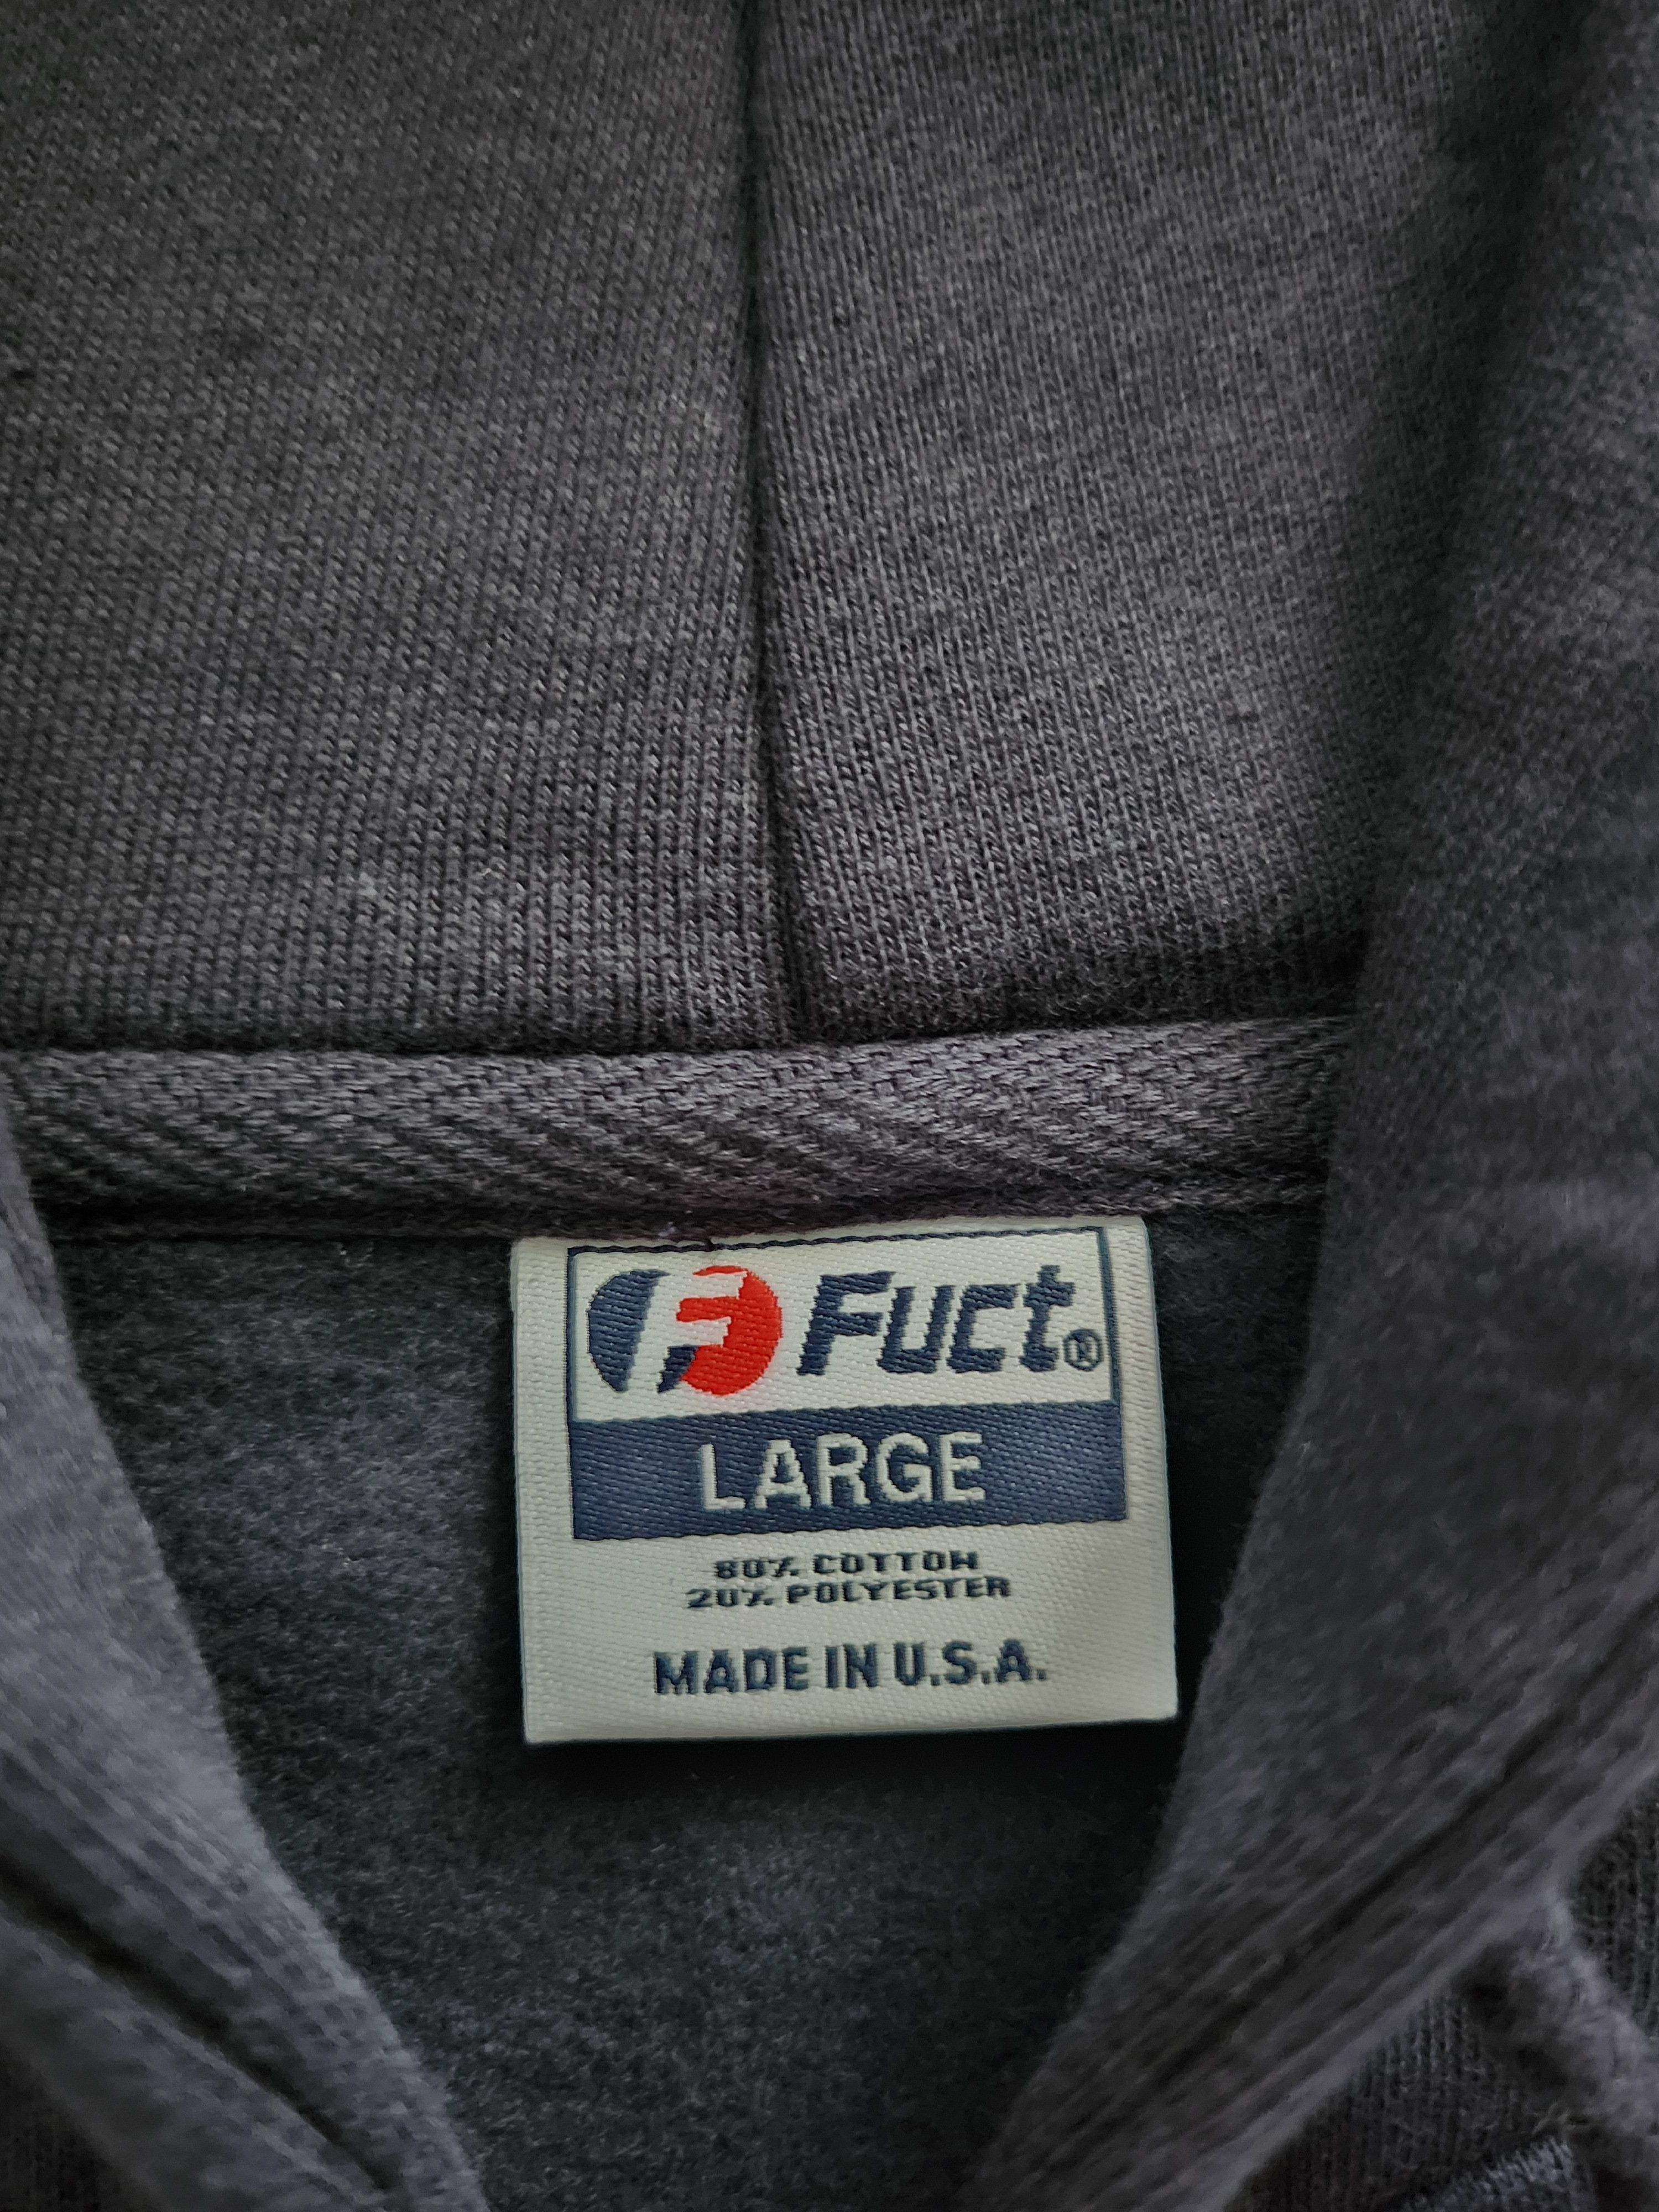 F Fuct®
LARGE
80% COTTON
20% POLYESTER
MADE IN U.S.A.